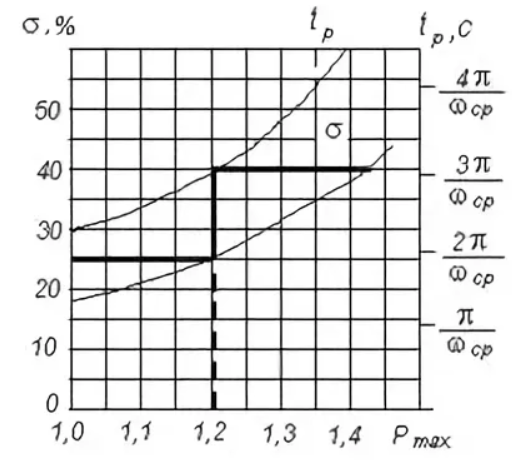 σ, %
t_p
t_p, c
50
40
30
20
10
0
σ
4π/ω_cp
3π/ω_cp
2π/ω_cp
π/ω_cp
1,0 1,1 1,2 1,3 1,4 P_max